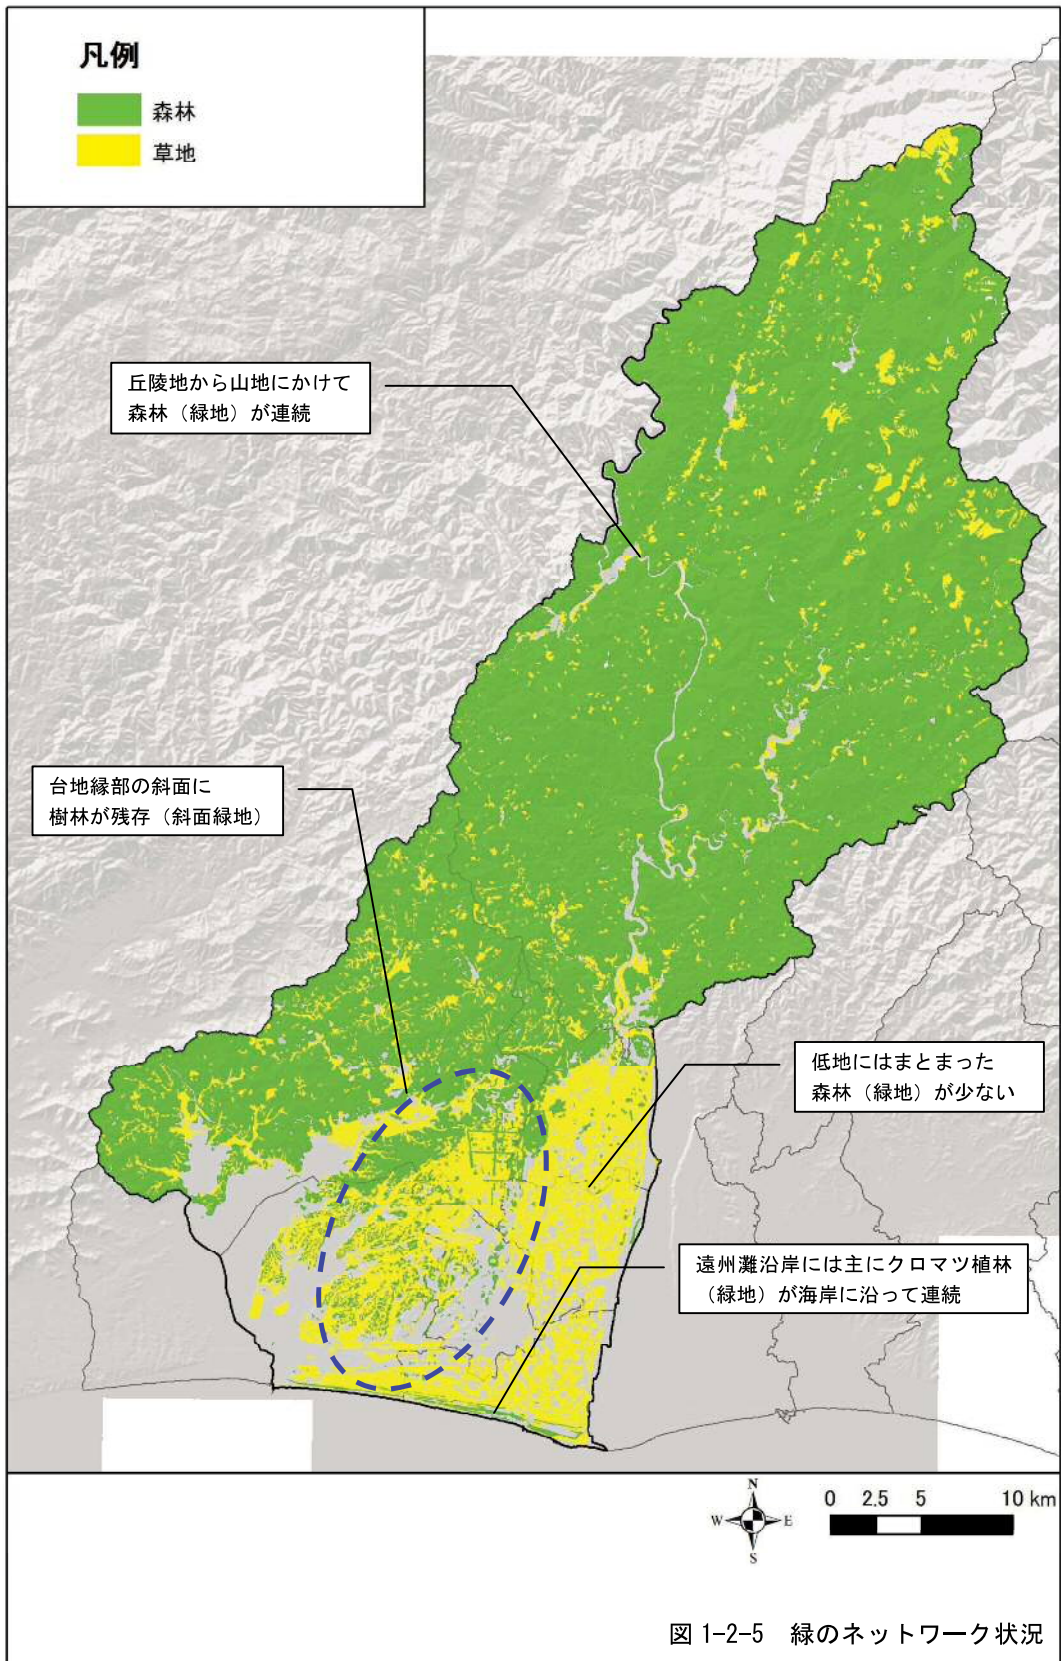 凡例
森林
草地
丘陵地から山地にかけて
森林（緑地）が連続
台地縁部の斜面に
樹林が残存（斜面緑地）
低地にはまとまった
森林（緑地）が少ない
遠州灘沿岸には主にクロマツ植林
（緑地）が海岸に沿って連続
N
W E
S
0 2.5 5 10 km
図 1-2-5 緑のネットワーク状況